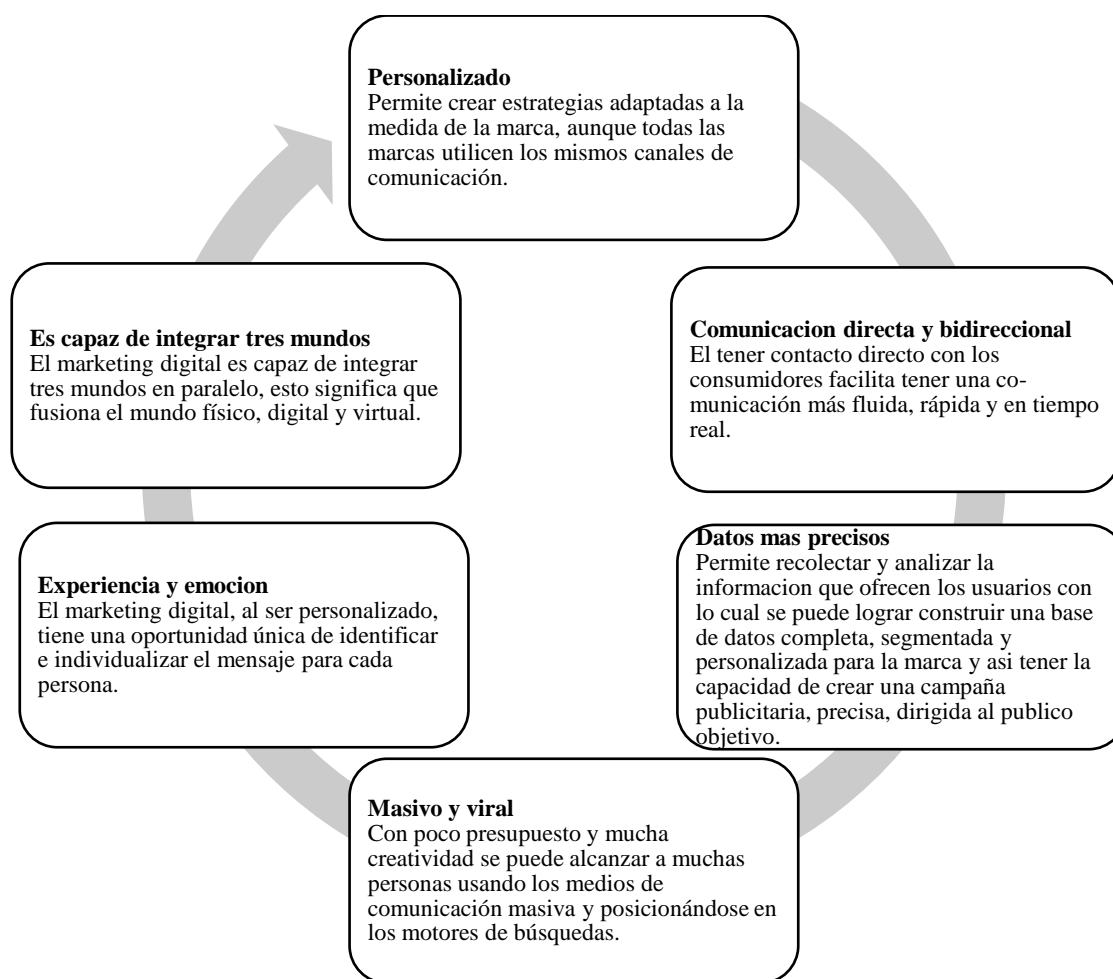 Personalizado
Permite crear estrategias adaptadas a la
medida de la marca, aunque todas las
marcas utilicen los mismos canales de
comunicación.
Comunicacion directa y bidireccional
El tener contacto directo con los
consumidores facilita tener una co-
municación más fluida, rápida y en tiempo
real.
Datos mas precisos
Permite recolectar y analizar la
informacion que ofrecen los usuarios con
lo cual se puede lograr construir una base
de datos completa, segmentada y
personalizada para la marca y asi tener la
capacidad de crear una campaña
publicitaria, precisa, dirigida al publico
objetivo.
Masivo y viral
Con poco presupuesto y mucha
creatividad se puede alcanzar a muchas
personas usando los medios de
comunicación masiva y posicionándose en
los motores de búsquedas.
Experiencia y emocion
El marketing digital, al ser personalizado,
tiene una oportunidad única de identificar
e individualizar el mensaje para cada
persona.
Es capaz de integrar tres mundos
El marketing digital es capaz de integrar
tres mundos en paralelo, esto significa que
fusiona el mundo físico, digital y virtual.